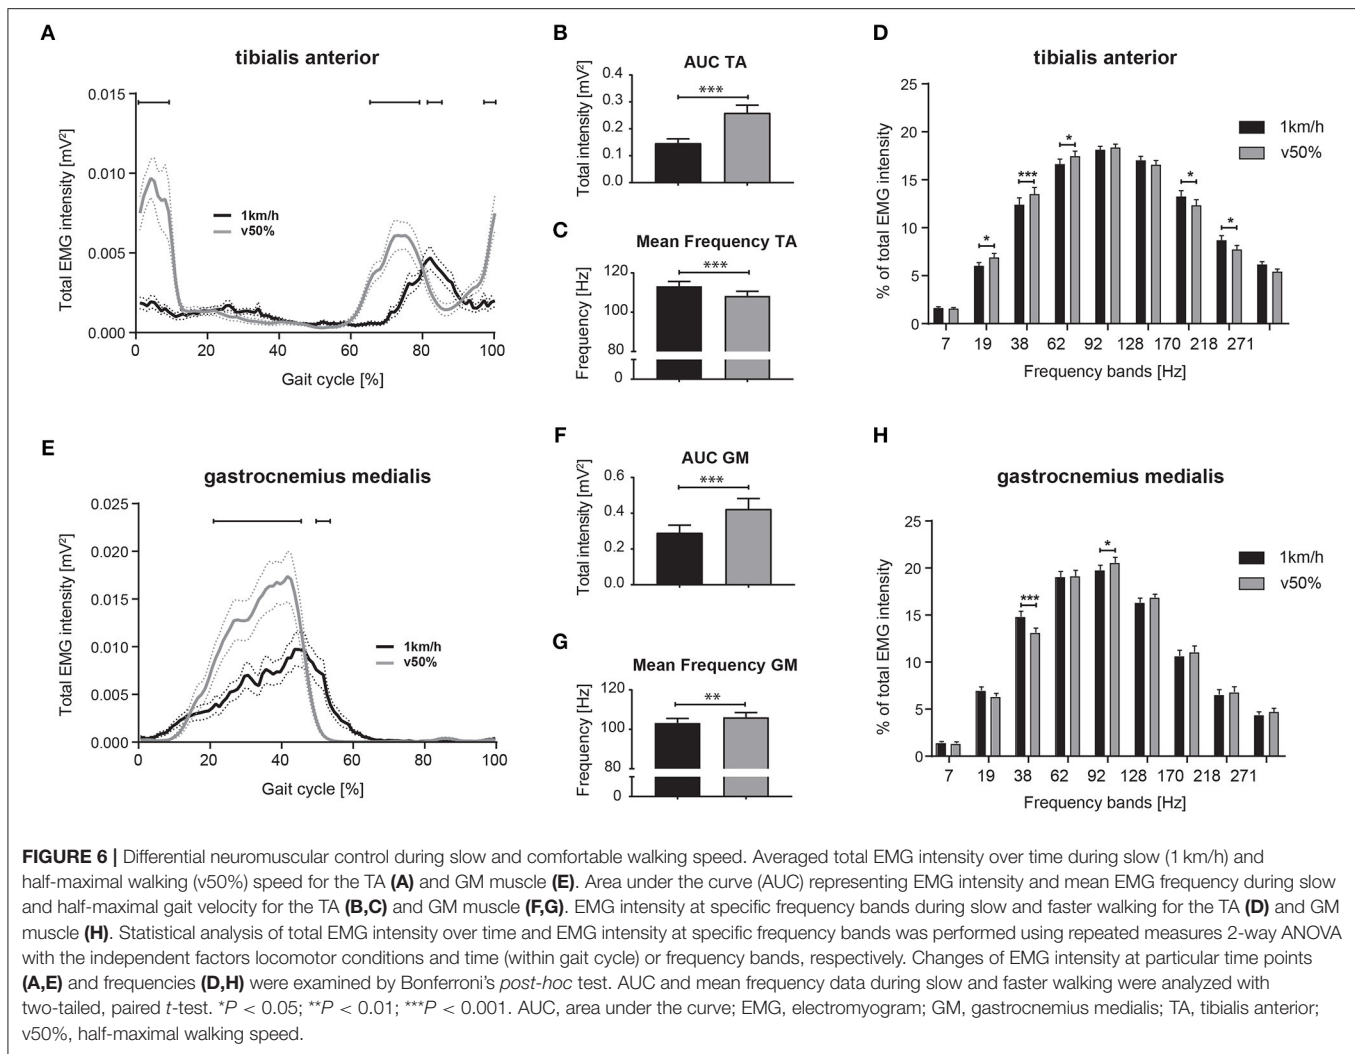 A
tibialis anterior
Total EMG intensity [mV²]
0.015
0.010
0.005
0.000
1km/h
v50%
0 20 40 60 80 100
Gait cycle [%]
B
AUC TA
Total intensity [mV²]
0.4
0.3
0.2
0.1
0.0
***
C
Mean Frequency TA
Frequency [Hz]
120
100
80
0
***
D
tibialis anterior
% of total EMG intensity
25
20
15
10
5
0
1km/h
v50%
*
***
*
*
*
7 19 38 62 92 128 170 218 271
Frequency bands [Hz]
E
gastrocnemius medialis
Total EMG intensity [mV²]
0.025
0.020
0.015
0.010
0.005
0.000
1km/h
v50%
0 20 40 60 80 100
Gait cycle [%]
F
AUC GM
Total intensity [mV²]
0.6
0.4
0.2
0.0
***
G
Mean Frequency GM
Frequency [Hz]
120
100
80
0
**
H
gastrocnemius medialis
% of total EMG intensity
25
20
15
10
5
0
1km/h
v50%
***
*
7 19 38 62 92 128 170 218 271
Frequency bands [Hz]
FIGURE 6 | Differential neuromuscular control during slow and comfortable walking speed. Averaged total EMG intensity over time during slow (1 km/h) and
half-maximal walking (v50%) speed for the TA (A) and GM muscle (E). Area under the curve (AUC) representing EMG intensity and mean EMG frequency during slow
and half-maximal gait velocity for the TA (B,C) and GM muscle (F,G). EMG intensity at specific frequency bands during slow and faster walking for the TA (D) and GM
muscle (H). Statistical analysis of total EMG intensity over time and EMG intensity at specific frequency bands was performed using repeated measures 2-way ANOVA
with the independent factors locomotor conditions and time (within gait cycle) or frequency bands, respectively. Changes of EMG intensity at particular time points
(A,E) and frequencies (D,H) were examined by Bonferroni's post-hoc test. AUC and mean frequency data during slow and faster walking were analyzed with
two-tailed, paired t-test. *P < 0.05; **P < 0.01; ***P < 0.001. AUC, area under the curve; EMG, electromyogram; GM, gastrocnemius medialis; TA, tibialis anterior;
v50%, half-maximal walking speed.